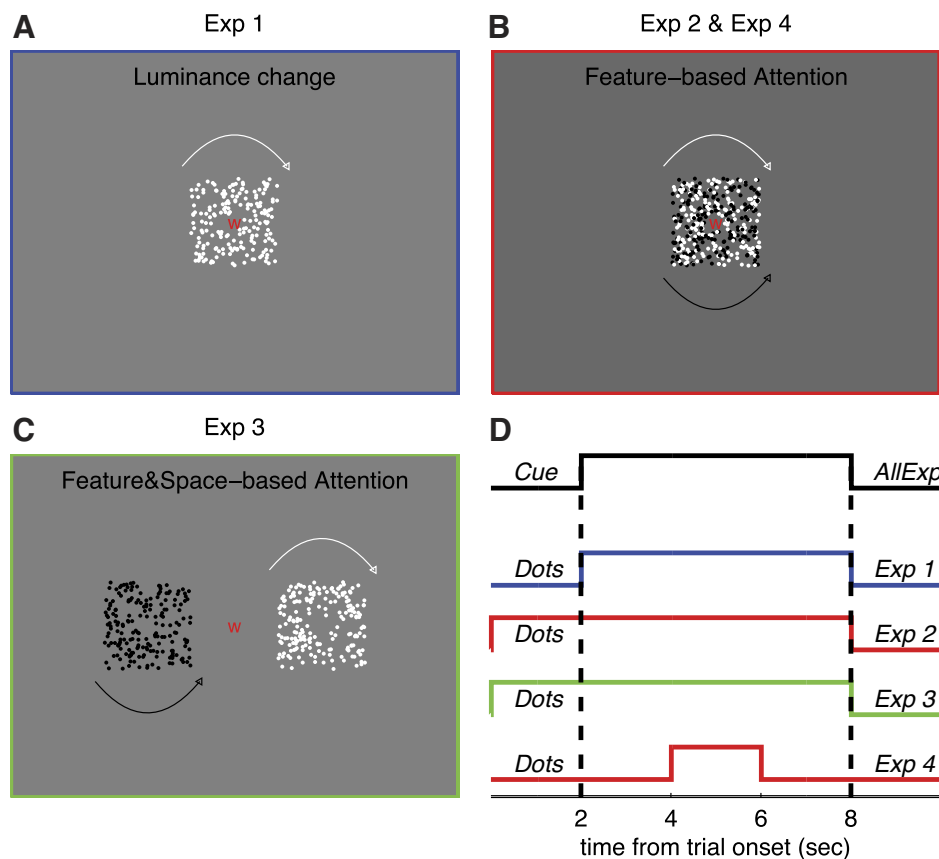 A
Exp 1
Luminance change
w
B
Exp 2 & Exp 4
Feature–based Attention
w
C
Exp 3
Feature&Space–based Attention
w
D
Cue
AllExp
Dots
Exp 1
Dots
Exp 2
Dots
Exp 3
Dots
Exp 4
2 4 6 8
time from trial onset (sec)